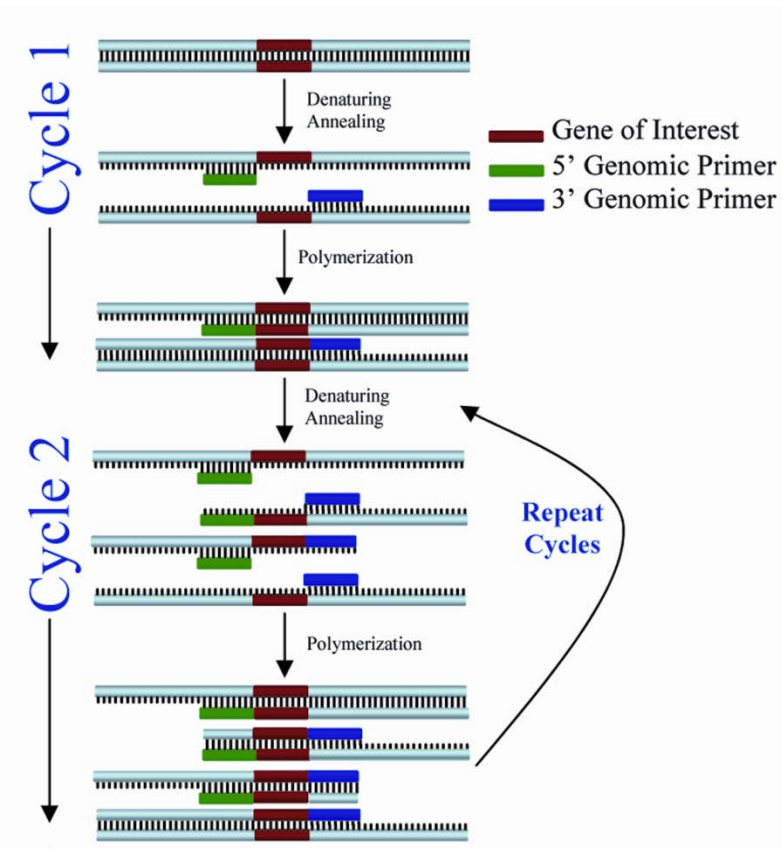 Cycle 1
Denaturing
Annealing
Gene of Interest
5' Genomic Primer
3' Genomic Primer
Polymerization
Denaturing
Annealing
Cycle 2
Repeat
Cycles
Polymerization